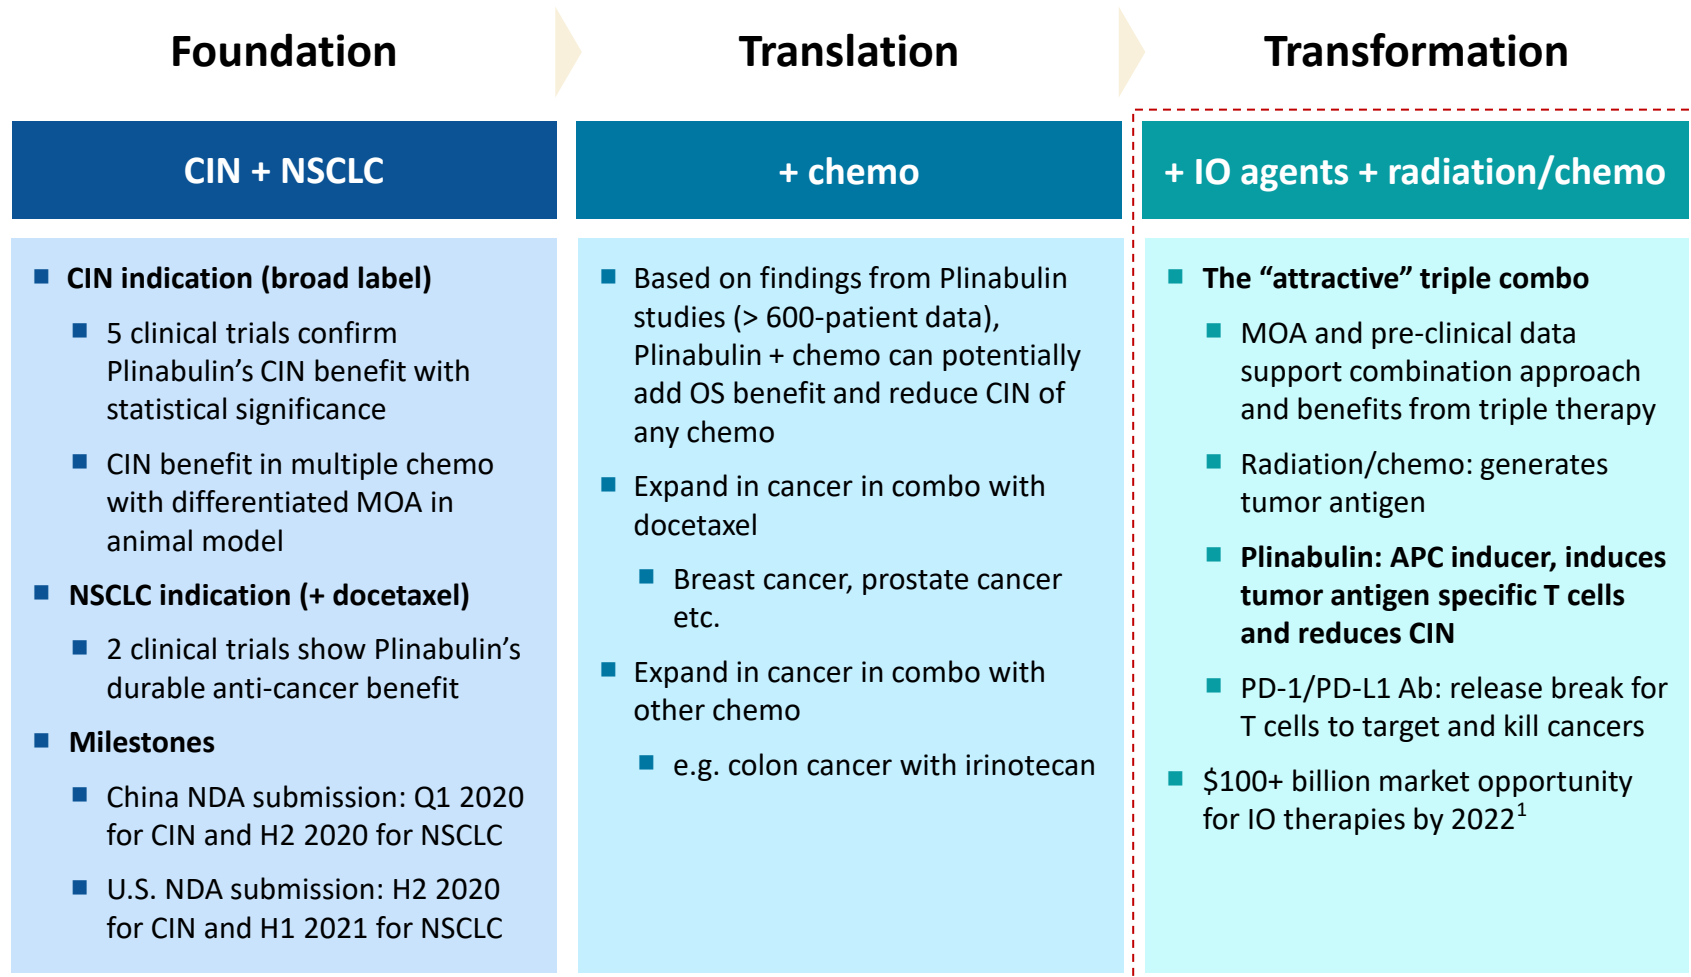 Foundation
Translation
Transformation
CIN + NSCLC
■ CIN indication (broad label)
■ 5 clinical trials confirm
Plinabulin’s CIN benefit with
statistical significance
■ CIN benefit in multiple chemo
with differentiated MOA in
animal model
■ NSCLC indication (+ docetaxel)
■ 2 clinical trials show Plinabulin’s
durable anti-cancer benefit
■ Milestones
■ China NDA submission: Q1 2020
for CIN and H2 2020 for NSCLC
■ U.S. NDA submission: H2 2020
for CIN and H1 2021 for NSCLC
+ chemo
■ Based on findings from Plinabulin
studies (> 600-patient data),
Plinabulin + chemo can potentially
add OS benefit and reduce CIN of
any chemo
■ Expand in cancer in combo with
docetaxel
■ Breast cancer, prostate cancer
etc.
■ Expand in cancer in combo with
other chemo
■ e.g. colon cancer with irinotecan
+ IO agents + radiation/chemo
■ The “attractive” triple combo
■ MOA and pre-clinical data
support combination approach
and benefits from triple therapy
■ Radiation/chemo: generates
tumor antigen
■ Plinabulin: APC inducer, induces
tumor antigen specific T cells
and reduces CIN
■ PD-1/PD-L1 Ab: release break for
T cells to target and kill cancers
■ $100+ billion market opportunity
for IO therapies by 2022¹